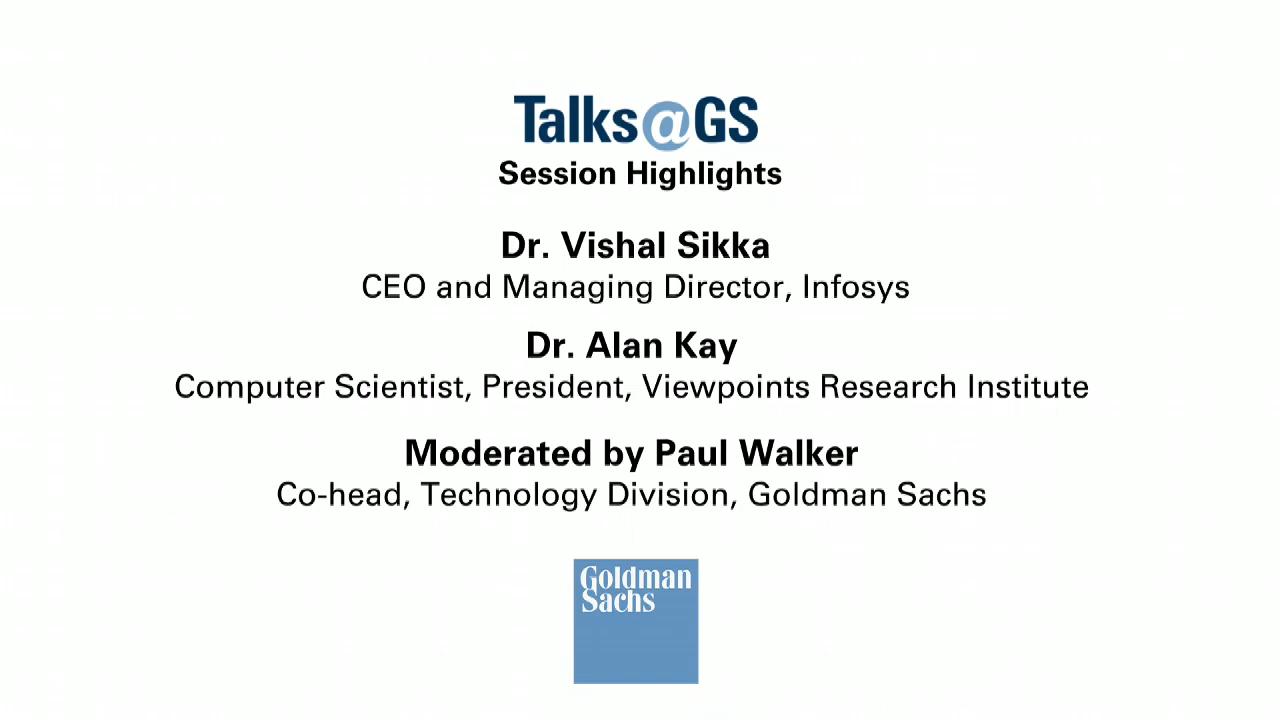 Talks@GS
Session Highlights
Dr. Vishal Sikka
CEO and Managing Director, Infosys
Dr. Alan Kay
Computer Scientist, President, Viewpoints Research Institute
Moderated by Paul Walker
Co-head, Technology Division, Goldman Sachs
Goldman
Sachs